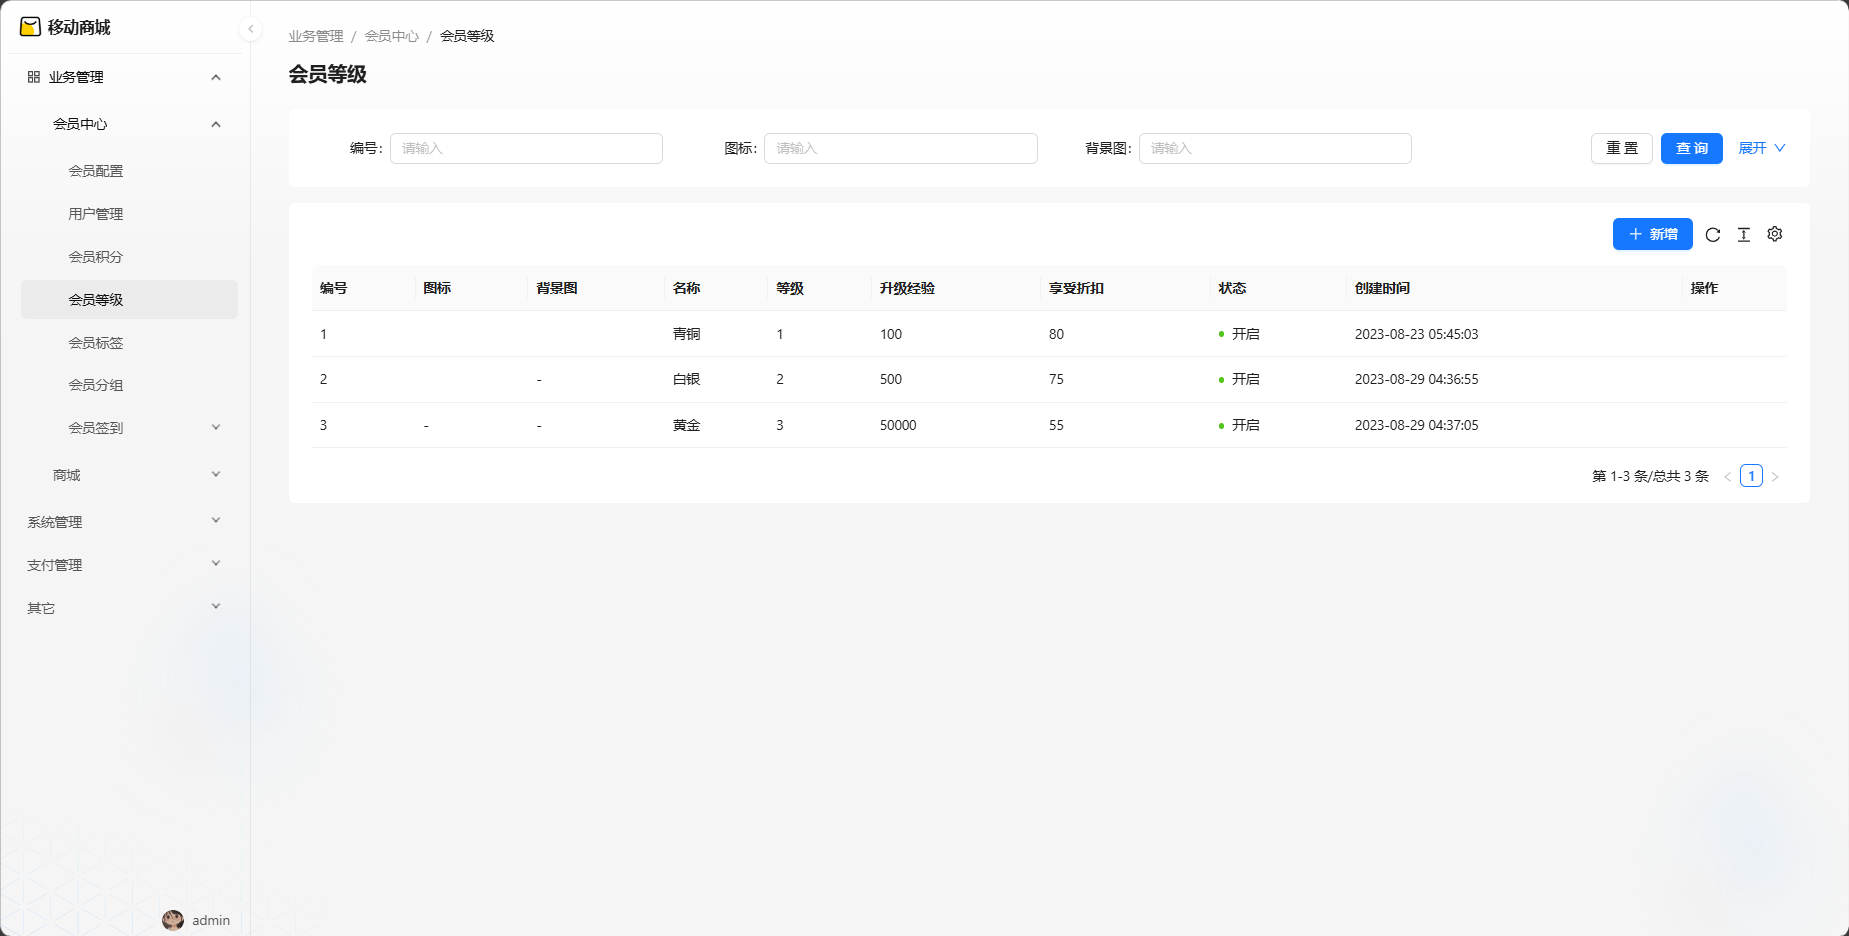 移动商城
业务管理
会员中心
会员配置
用户管理
会员积分
会员等级
会员标签
会员分组
会员签到
商城
系统管理
支付管理
其它
admin
业务管理 / 会员中心 / 会员等级
会员等级
编号: 请输入 图标: 请输入 背景图: 请输入 重 置 查 询 展开
新增
编号 图标 背景图 名称 等级 升级经验 享受折扣 状态 创建时间 操作
1 青铜 1 100 80 开启 2023-08-23 05:45:03
2 - 白银 2 500 75 开启 2023-08-29 04:36:55
3 - - 黄金 3 50000 55 开启 2023-08-29 04:37:05
第 1-3 条/总共 3 条 < 1 >